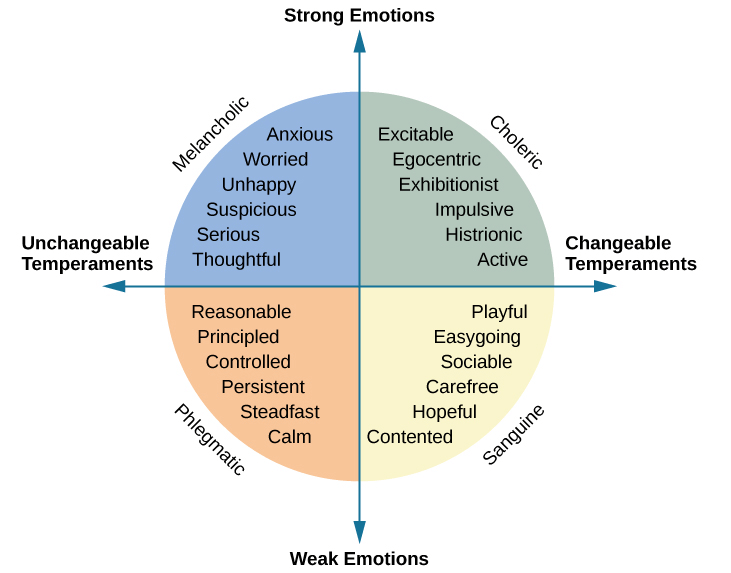 Strong Emotions
Melancholic
Choleric
Anxious
Worried
Unhappy
Suspicious
Serious
Thoughtful
Excitable
Egocentric
Exhibitionist
Impulsive
Histrionic
Active
Unchangeable
Temperaments
Changeable
Temperaments
Reasonable
Principled
Controlled
Persistent
Steadfast
Calm
Playful
Easygoing
Sociable
Carefree
Hopeful
Contented
Phlegmatic
Sanguine
Weak Emotions